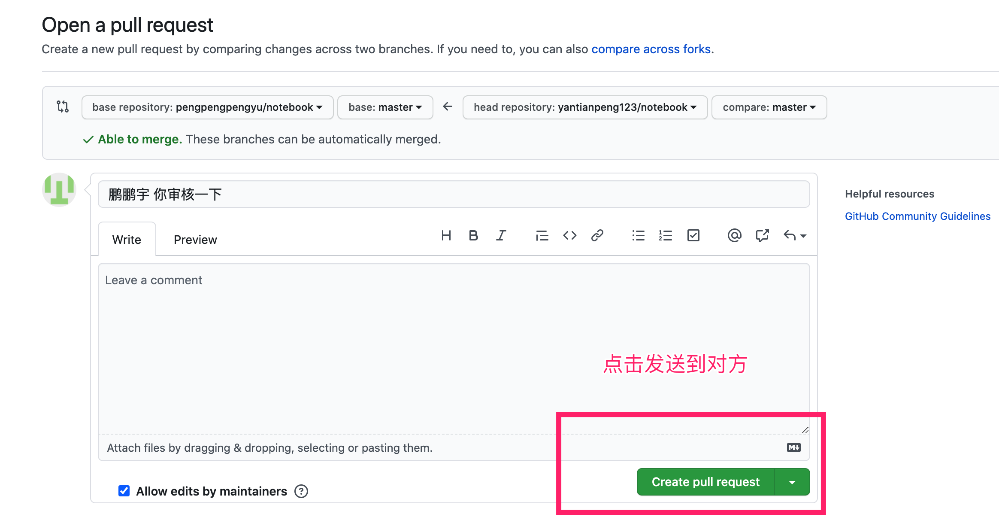 Open a pull request
Create a new pull request by comparing changes across two branches. If you need to, you can also compare across forks.
base repository: pengpengpengyu/notebook base: master head repository: yantianpeng123/notebook compare: master
Able to merge. These branches can be automatically merged.
鹏鹏宇 你审核一下
Helpful resources
GitHub Community Guidelines
Write Preview
Leave a comment
点击发送到对方
Attach files by dragging & dropping, selecting or pasting them.
Allow edits by maintainers
Create pull request